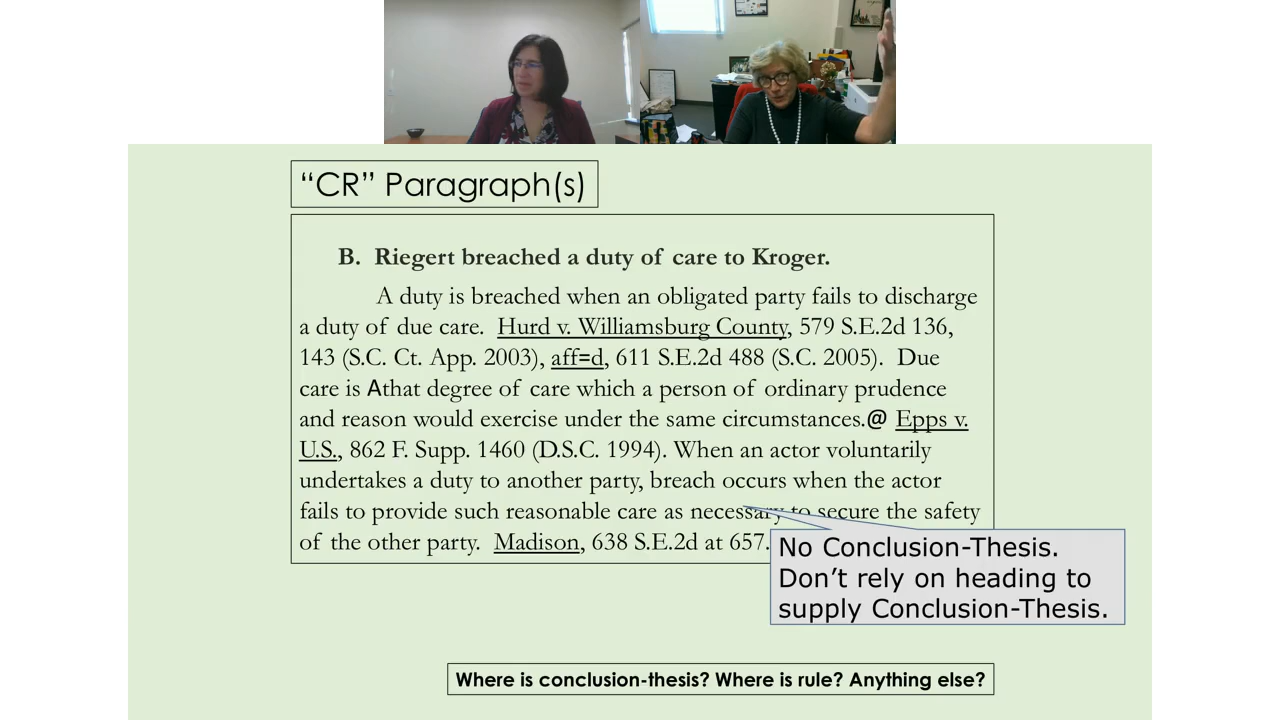 “CR” Paragraph(s)
B. Riegert breached a duty of care to Kroger.
A duty is breached when an obligated party fails to discharge
a duty of due care. Hurd v. Williamsburg County, 579 S.E.2d 136,
143 (S.C. Ct. App. 2003), aff=d, 611 S.E.2d 488 (S.C. 2005). Due
care is Athat degree of care which a person of ordinary prudence
and reason would exercise under the same circumstances.@ Epps v.
U.S., 862 F. Supp. 1460 (D.S.C. 1994). When an actor voluntarily
undertakes a duty to another party, breach occurs when the actor
fails to provide such reasonable care as necessary to secure the safety
of the other party. Madison, 638 S.E.2d at 657.
No Conclusion-Thesis.
Don’t rely on heading to
supply Conclusion-Thesis.
Where is conclusion-thesis? Where is rule? Anything else?